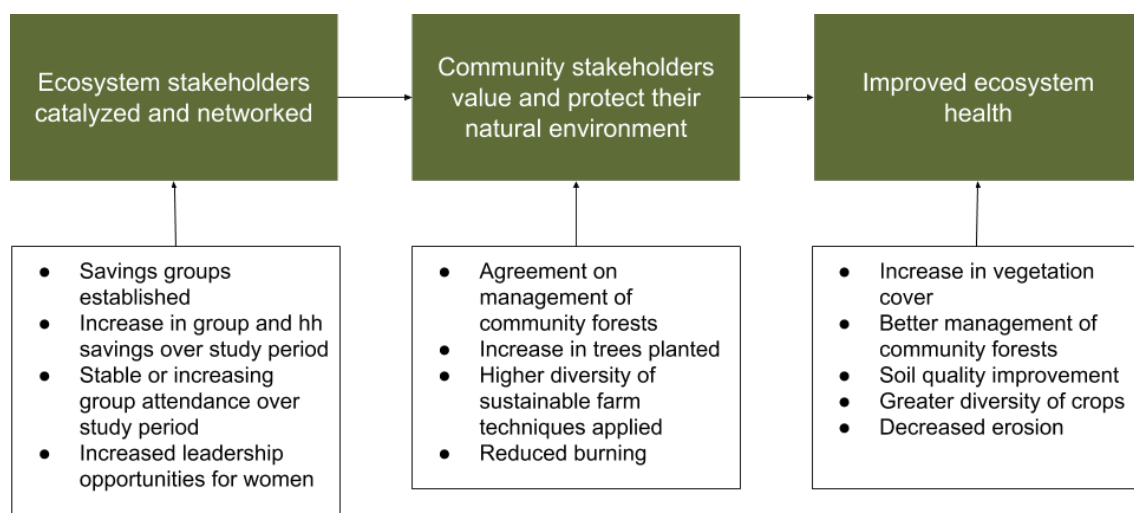 Ecosystem stakeholders
catalyzed and networked
Community stakeholders
value and protect their
natural environment
Improved ecosystem
health
● Savings groups
established
● Increase in group and hh
savings over study period
● Stable or increasing
group attendance over
study period
● Increased leadership
opportunities for women
● Agreement on
management of
community forests
● Increase in trees planted
● Higher diversity of
sustainable farm
techniques applied
● Reduced burning
● Increase in vegetation
cover
● Better management of
community forests
● Soil quality improvement
● Greater diversity of crops
● Decreased erosion